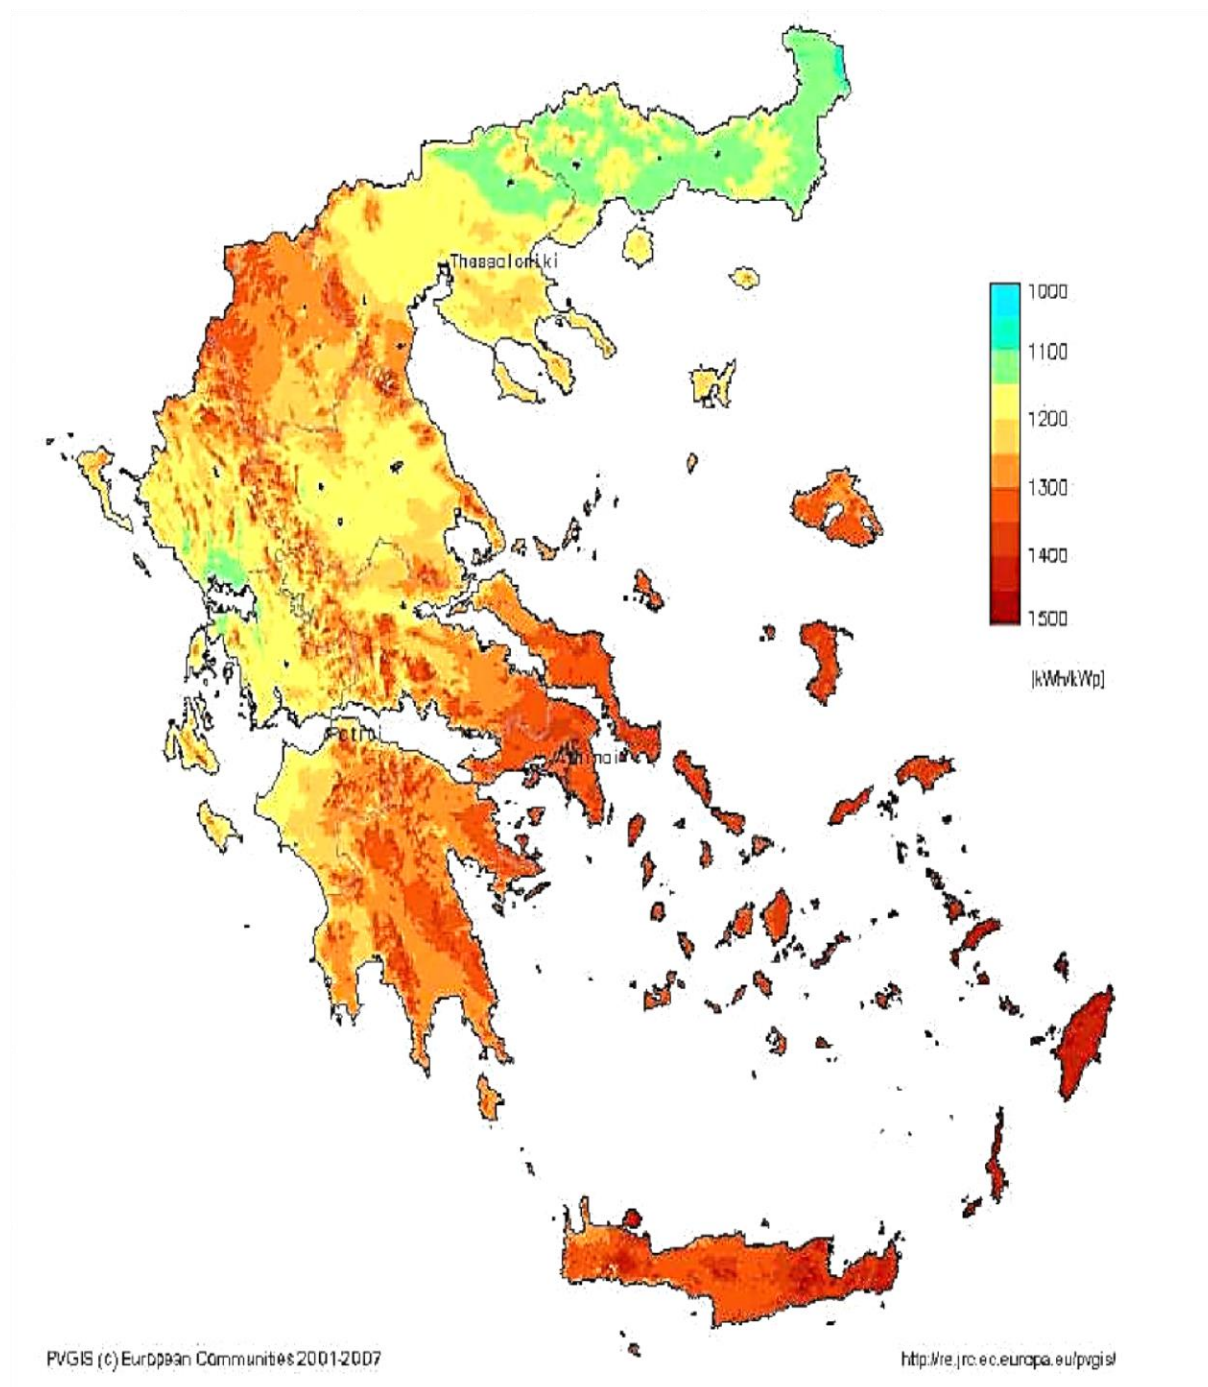 Thessaloniki
1000
1100
1200
1300
1400
1500
[kWh/kWp]
PVGIS (c) European Communities 2001-2007
http://re.jrc.ec.europa.eu/pvgis/